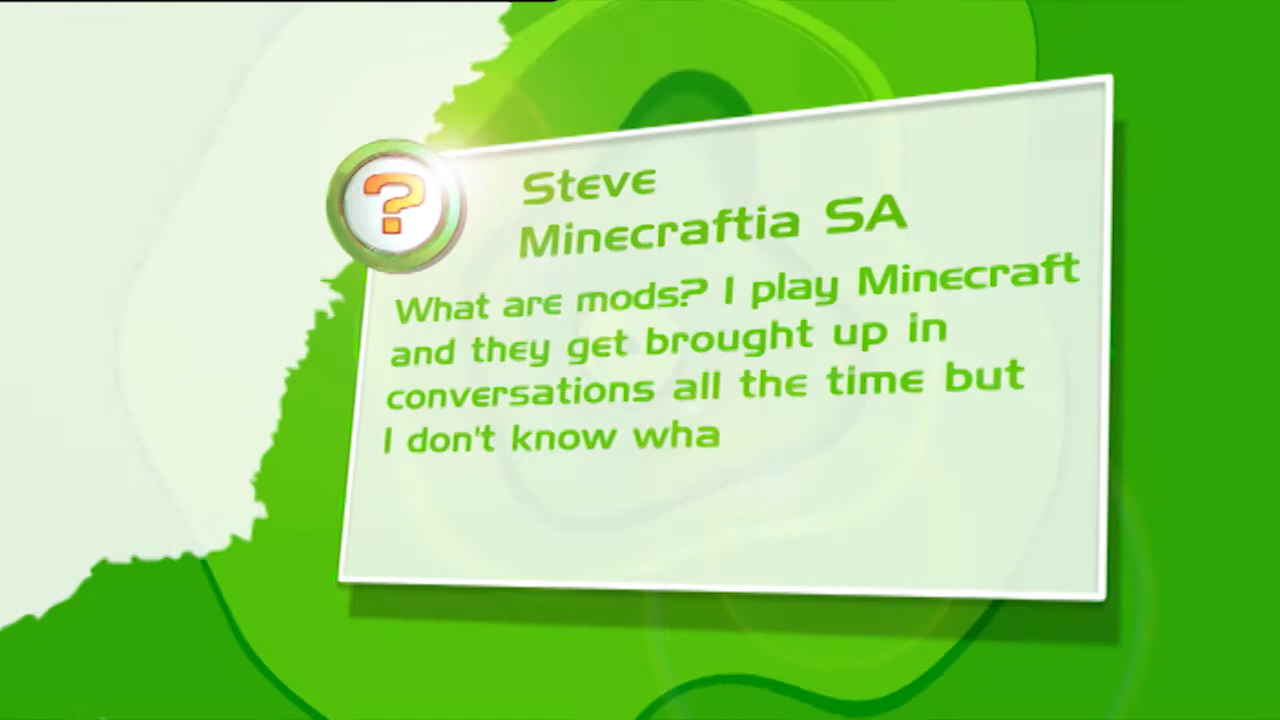 ?
Steve
Minecraftia SA
What are mods? I play Minecraft
and they get brought up in
conversations all the time but
I don't know wha